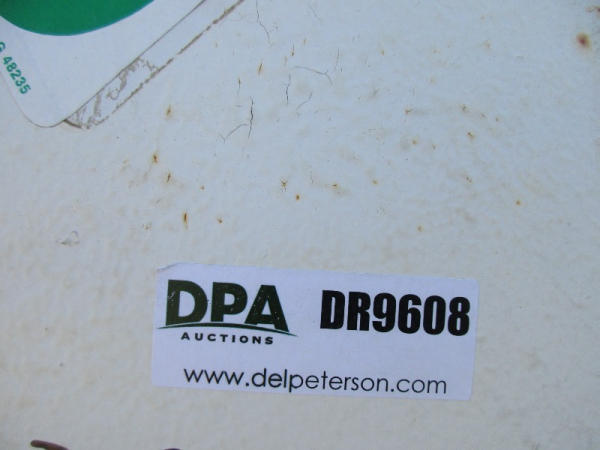 G 48235
DPA
AUCTIONS
DR9608
www.delpeterson.com